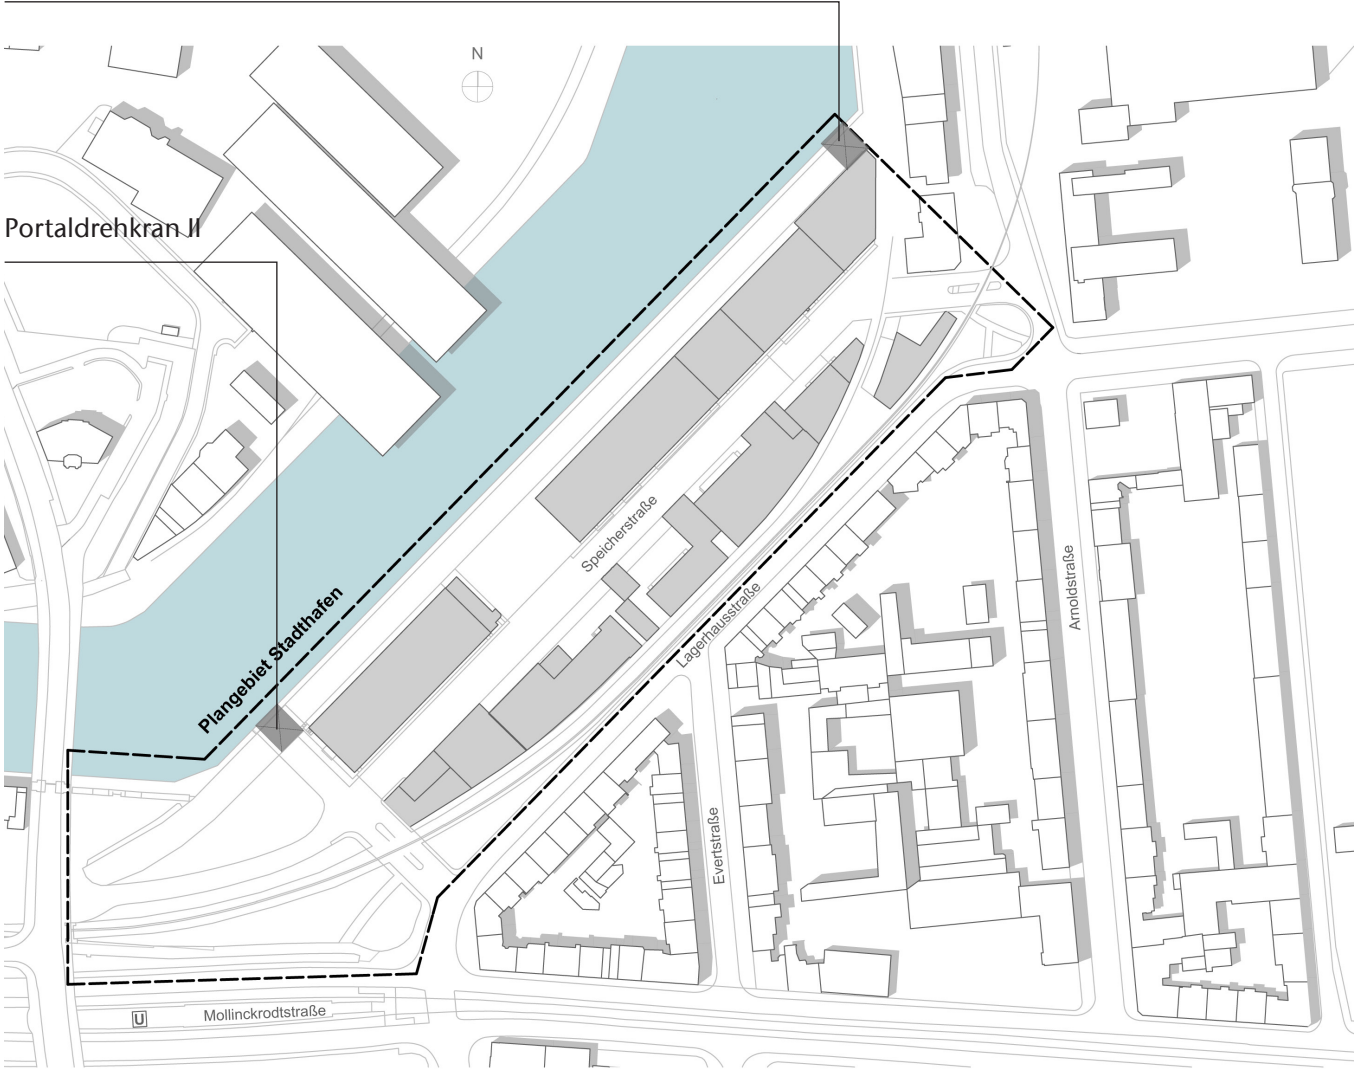 N
Portaldrehkran II
Speicherstraße
Plangebiet Stadthafen
Lagerhausstraße
Arnoldstraße
Evertstraße
U
Mollinckrodtstraße